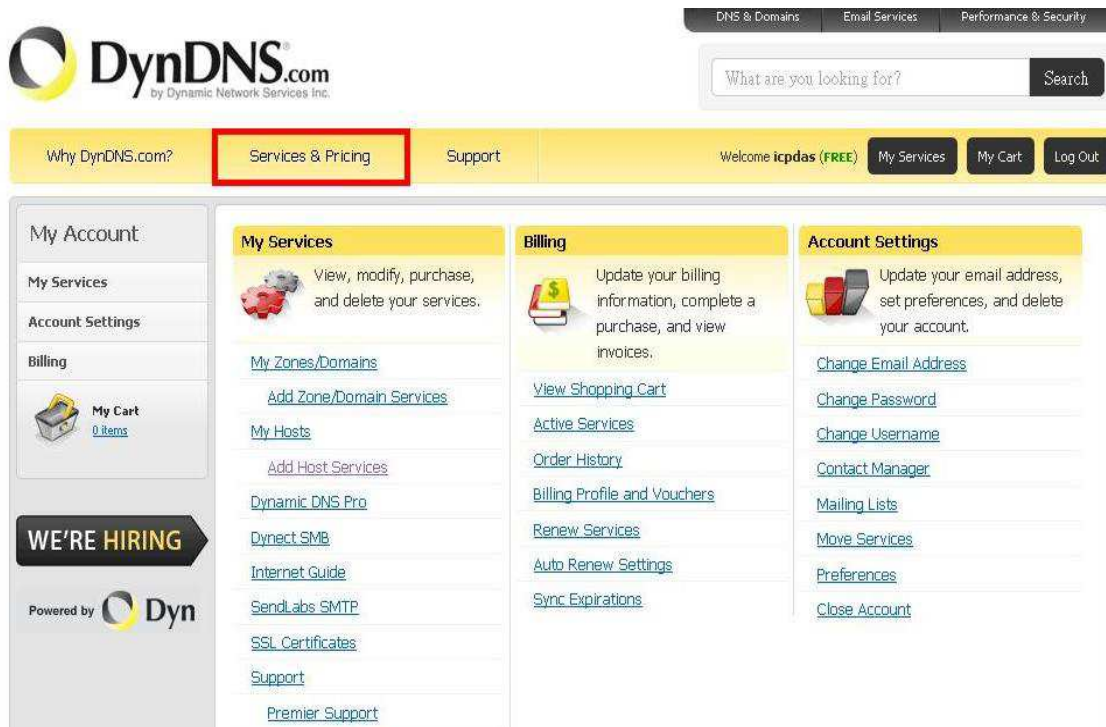 DNS & Domains Email Services Performance & Security
DynDNS.com
by Dynamic Network Services Inc.
What are you looking for? Search
Why DynDNS.com? Services & Pricing Support Welcome icpdas (FREE) My Services My Cart Log Out
My Account
My Services
Account Settings
Billing
My Cart
0 items
WE'RE HIRING
Powered by Dyn
My Services
View, modify, purchase,
and delete your services.
My Zones/Domains
Add Zone/Domain Services
My Hosts
Add Host Services
Dynamic DNS Pro
Dynect SMB
Internet Guide
SendLabs SMTP
SSL Certificates
Support
Premier Support
Billing
$
Update your billing
information, complete a
purchase, and view
invoices.
View Shopping Cart
Active Services
Order History
Billing Profile and Vouchers
Renew Services
Auto Renew Settings
Sync Expirations
Account Settings
Update your email address,
set preferences, and delete
your account.
Change Email Address
Change Password
Change Username
Contact Manager
Mailing Lists
Move Services
Preferences
Close Account